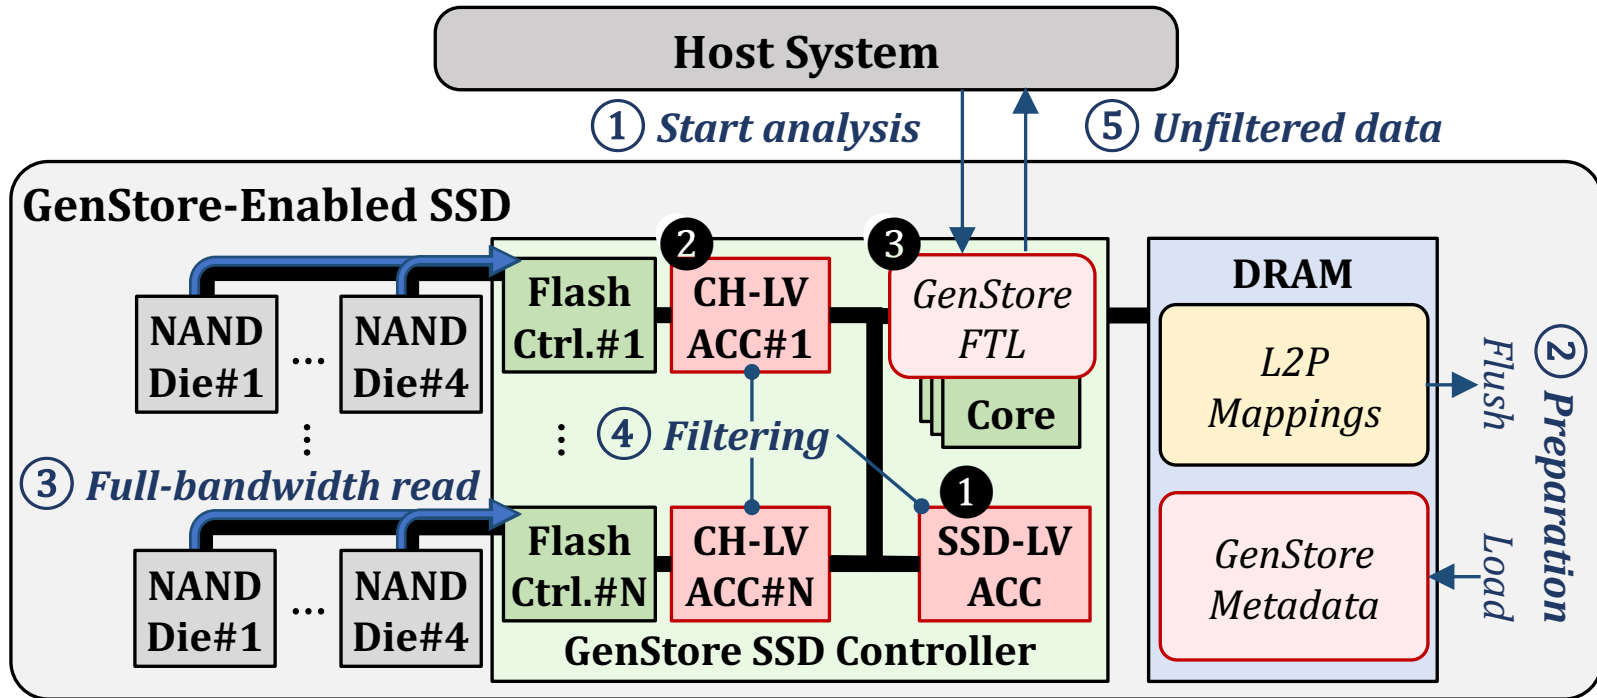 Host System
① Start analysis
⑤ Unfiltered data
GenStore-Enabled SSD
❷
❸
NAND
Die#1
...
NAND
Die#4
Flash
Ctrl.#1
CH-LV
ACC#1
GenStore
FTL
Core
DRAM
L2P
Mappings
Flush
② Preparation
④ Filtering
③ Full-bandwidth read
❶
NAND
Die#1
...
NAND
Die#4
Flash
Ctrl.#N
CH-LV
ACC#N
SSD-LV
ACC
GenStore
Metadata
Load
GenStore SSD Controller